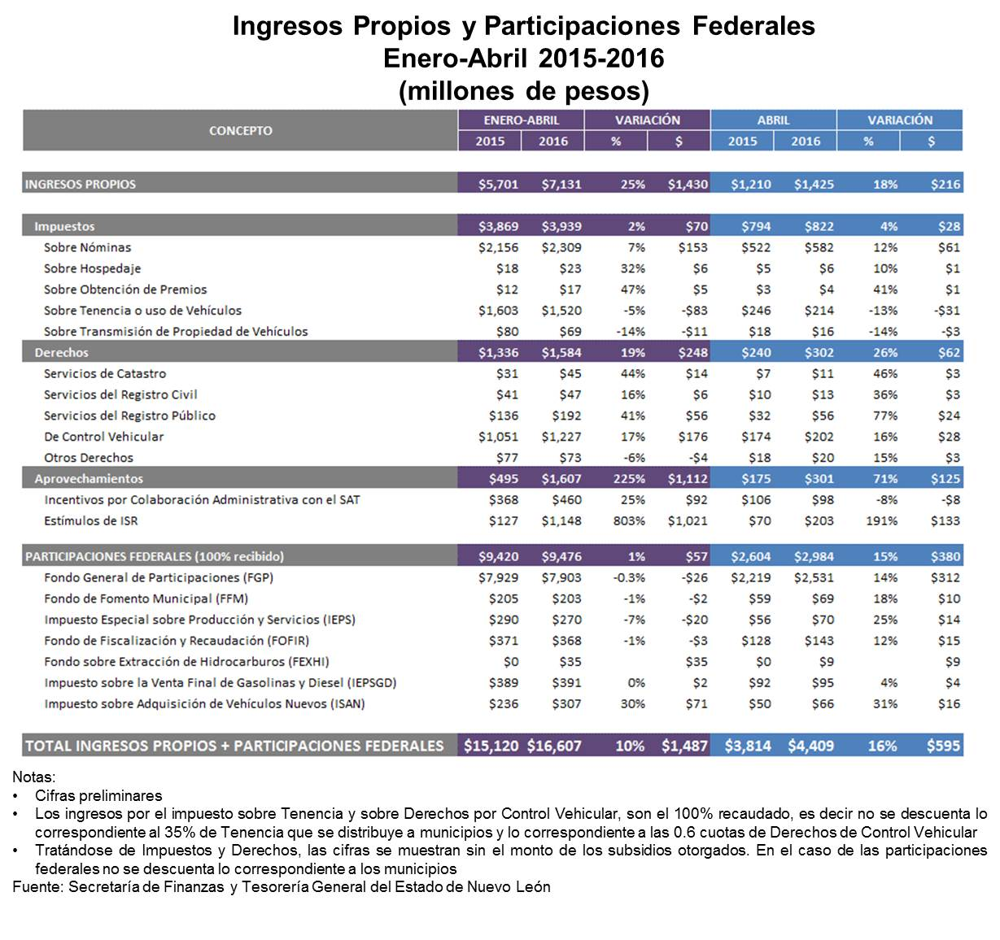 Ingresos Propios y Participaciones Federales
Enero-Abril 2015-2016
(millones de pesos)
CONCEPTO ENERO-ABRIL VARIACIÓN ABRIL VARIACIÓN
2015 2016 % $ 2015 2016 % $
INGRESOS PROPIOS $5,701 $7,131 25% $1,430 $1,210 $1,425 18% $216
Impuestos $3,869 $3,939 2% $70 $794 $822 4% $28
Sobre Nóminas $2,156 $2,309 7% $153 $522 $582 12% $61
Sobre Hospedaje $18 $23 32% $6 $5 $6 10% $1
Sobre Obtención de Premios $12 $17 47% $5 $3 $4 41% $1
Sobre Tenencia o uso de Vehículos $1,603 $1,520 -5% -$83 $246 $214 -13% -$31
Sobre Transmisión de Propiedad de Vehículos $80 $69 -14% -$11 $18 $16 -14% -$3
Derechos $1,336 $1,584 19% $248 $240 $302 26% $62
Servicios de Catastro $31 $45 44% $14 $7 $11 46% $3
Servicios del Registro Civil $41 $47 16% $6 $10 $13 36% $3
Servicios del Registro Público $136 $192 41% $56 $32 $56 77% $24
De Control Vehicular $1,051 $1,227 17% $176 $174 $202 16% $28
Otros Derechos $77 $73 -6% -$4 $18 $20 15% $3
Aprovechamientos $495 $1,607 225% $1,112 $175 $301 71% $125
Incentivos por Colaboración Administrativa con el SAT $368 $460 25% $92 $106 $98 -8% -$8
Estímulos de ISR $127 $1,148 803% $1,021 $70 $203 191% $133
PARTICIPACIONES FEDERALES (100% recibido) $9,420 $9,476 1% $57 $2,604 $2,984 15% $380
Fondo General de Participaciones (FGP) $7,929 $7,903 -0.3% -$26 $2,219 $2,531 14% $312
Fondo de Fomento Municipal (FFM) $205 $203 -1% -$2 $59 $69 18% $10
Impuesto Especial sobre Producción y Servicios (IEPS) $290 $270 -7% -$20 $56 $70 25% $14
Fondo de Fiscalización y Recaudación (FOFIR) $371 $368 -1% -$3 $128 $143 12% $15
Fondo sobre Extracción de Hidrocarburos (FEXHI) $0 $35 $35 $0 $9 $9
Impuesto sobre la Venta Final de Gasolinas y Diesel (IEPSGD) $389 $391 0% $2 $92 $95 4% $4
Impuesto sobre Adquisición de Vehículos Nuevos (ISAN) $236 $307 30% $71 $50 $66 31% $16
TOTAL INGRESOS PROPIOS + PARTICIPACIONES FEDERALES $15,120 $16,607 10% $1,487 $3,814 $4,409 16% $595
Notas:
• Cifras preliminares
• Los ingresos por el impuesto sobre Tenencia y sobre Derechos por Control Vehicular, son el 100% recaudado, es decir no se descuenta lo
correspondiente al 35% de Tenencia que se distribuye a municipios y lo correspondiente a las 0.6 cuotas de Derechos de Control Vehicular
• Tratándose de Impuestos y Derechos, las cifras se muestran sin el monto de los subsidios otorgados. En el caso de las participaciones
federales no se descuenta lo correspondiente a los municipios
Fuente: Secretaría de Finanzas y Tesorería General del Estado de Nuevo León